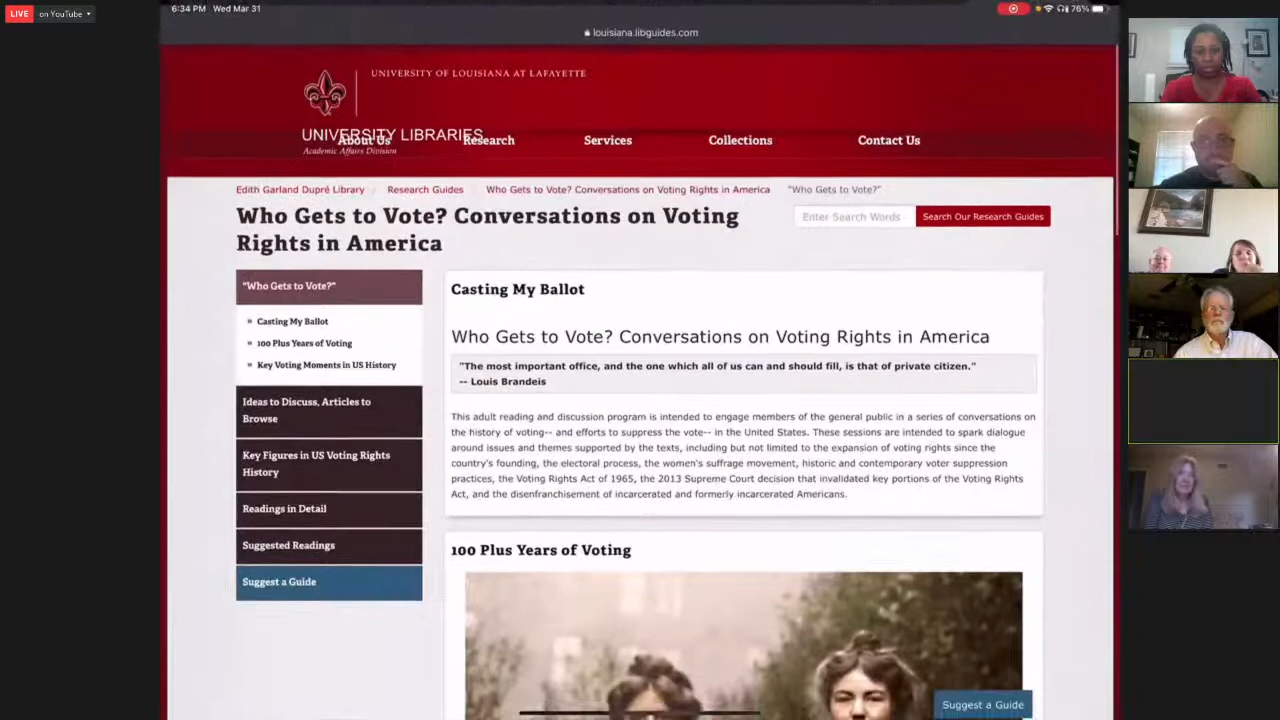 LIVE on YouTube
6:34 PM Wed Mar 31
76%
louisiana.libguides.com
UNIVERSITY OF LOUISIANA AT LAFAYETTE
UNIVERSITY LIBRARIES
Academic Affairs Division
About Us Research Services Collections Contact Us
Edith Garland Dupré Library / Research Guides / Who Gets to Vote? Conversations on Voting Rights in America / "Who Gets to Vote?"
Who Gets to Vote? Conversations on Voting
Rights in America
Enter Search Words Search Our Research Guides
"Who Gets to Vote?"
» Casting My Ballot
» 100 Plus Years of Voting
» Key Voting Moments in US History
Ideas to Discuss, Articles to
Browse
Key Figures in US Voting Rights
History
Readings in Detail
Suggested Readings
Suggest a Guide
Casting My Ballot
Who Gets to Vote? Conversations on Voting Rights in America
"The most important office, and the one which all of us can and should fill, is that of private citizen."
-- Louis Brandeis
This adult reading and discussion program is intended to engage members of the general public in a series of conversations on
the history of voting-- and efforts to suppress the vote-- in the United States. These sessions are intended to spark dialogue
around issues and themes supported by the texts, including but not limited to the expansion of voting rights since the
country's founding, the electoral process, the women's suffrage movement, historic and contemporary voter suppression
practices, the Voting Rights Act of 1965, the 2013 Supreme Court decision that invalidated key portions of the Voting Rights
Act, and the disenfranchisement of incarcerated and formerly incarcerated Americans.
100 Plus Years of Voting
Suggest a Guide